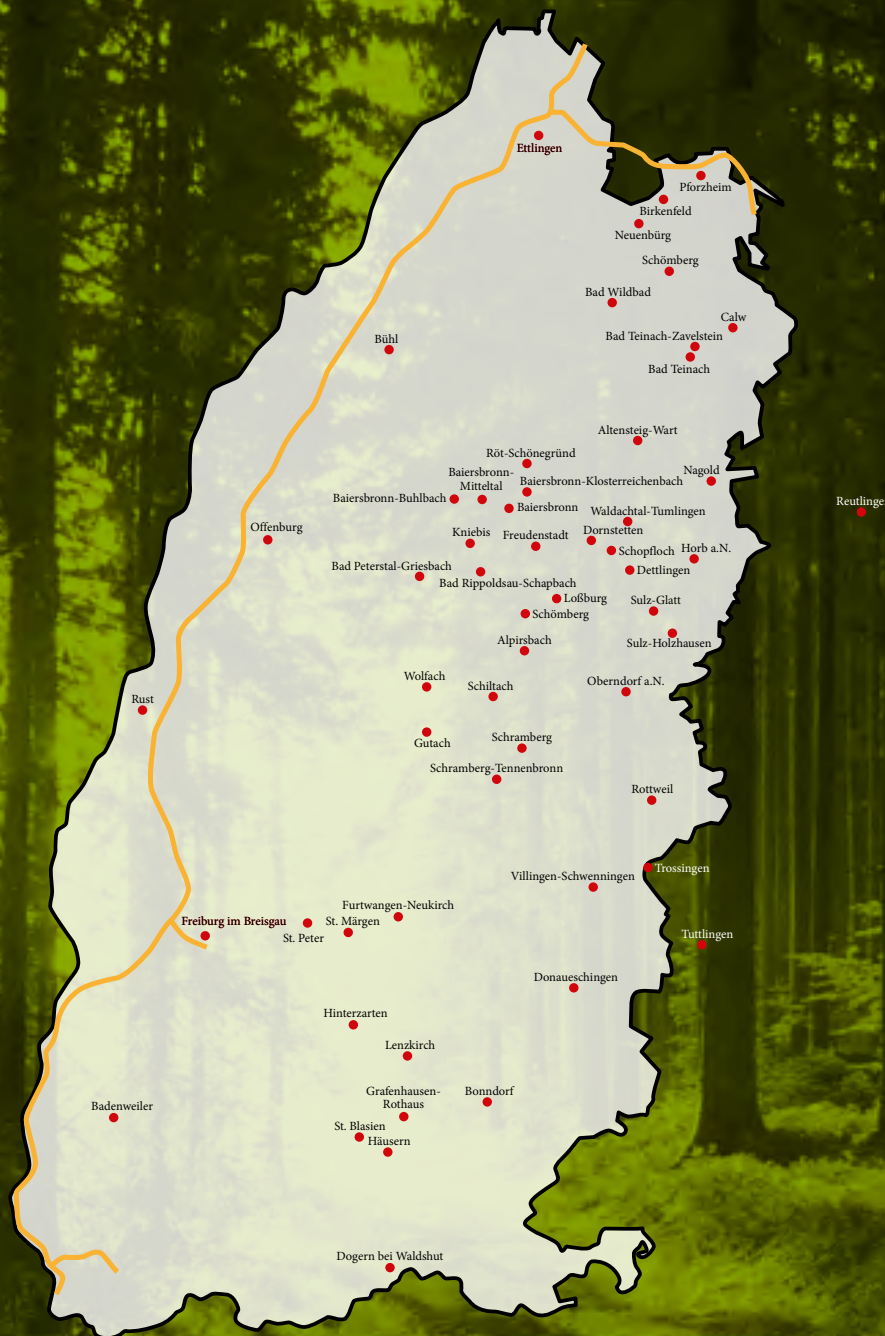 Ettlingen
Pforzheim
Birkenfeld
Neuenbürg
Schömberg
Bad Wildbad
Calw
Bad Teinach-Zavelstein
Bühl
Bad Teinach
Altensteig-Wart
Röt-Schönegründ
Baiersbronn-
Mitteltal
Nagold
Baiersbronn-Klosterreichenbach
Baiersbronn-Buhlbach
Reutlinge
Baiersbronn
Waldachtal-Tumlingen
Offenburg
Kniebis
Freudenstadt
Dornstetten
Schopfloch
Horb a.N.
Bad Peterstal-Griesbach
Dettlingen
Bad Rippoldsau-Schapbach
Loßburg
Sulz-Glatt
Schömberg
Alpirsbach
Sulz-Holzhausen
Wolfach
Schiltach
Oberndorf a.N.
Rust
Gutach
Schramberg
Schramberg-Tennenbronn
Rottweil
Trossingen
Villingen-Schwenningen
Furtwangen-Neukirch
Freiburg im Breisgau
St. Märgen
St. Peter
Tuttlingen
Donaueschingen
Hinterzarten
Lenzkirch
Grafenhausen-
Rothaus
Bonndorf
Badenweiler
St. Blasien
Häusern
Dogern bei Waldshut